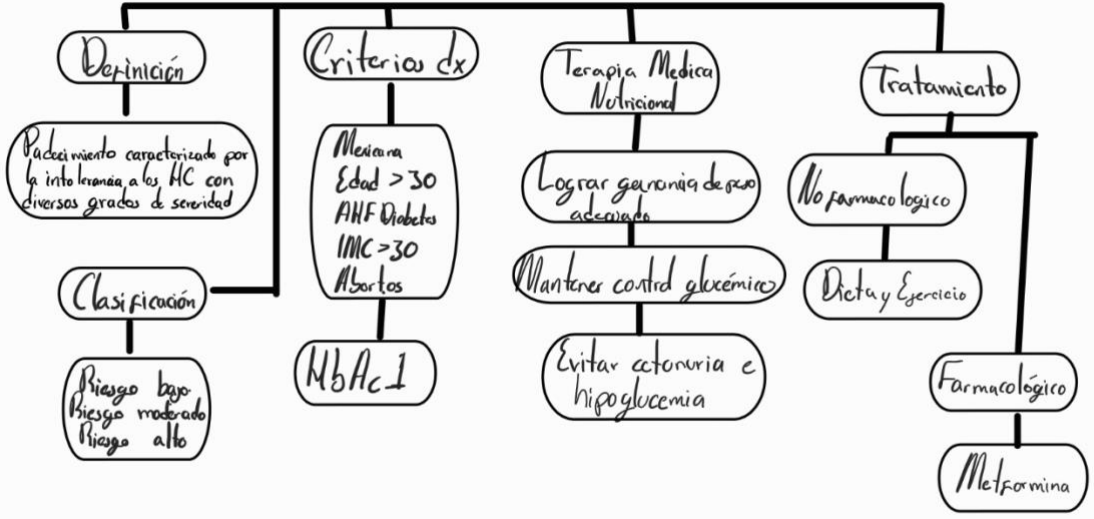 Definición
Padecimiento caracterizado por
la intolerancia a los HC con
diversos grados de severidad
Clasificación
Riesgo bajo
Riesgo moderado
Riesgo alto
Criterios dx
Mexicana
Edad >30
AHF Diabetes
IMC >30
Abortos
HbAc1
Terapia Medica
Nutricional
Lograr ganancia de peso
adecuado
Mantener control glucémico
Evitar cetonuria e
hipoglucemia
Tratamiento
No farmacologico
Dieta y Ejercicio
Farmacológico
Metformina